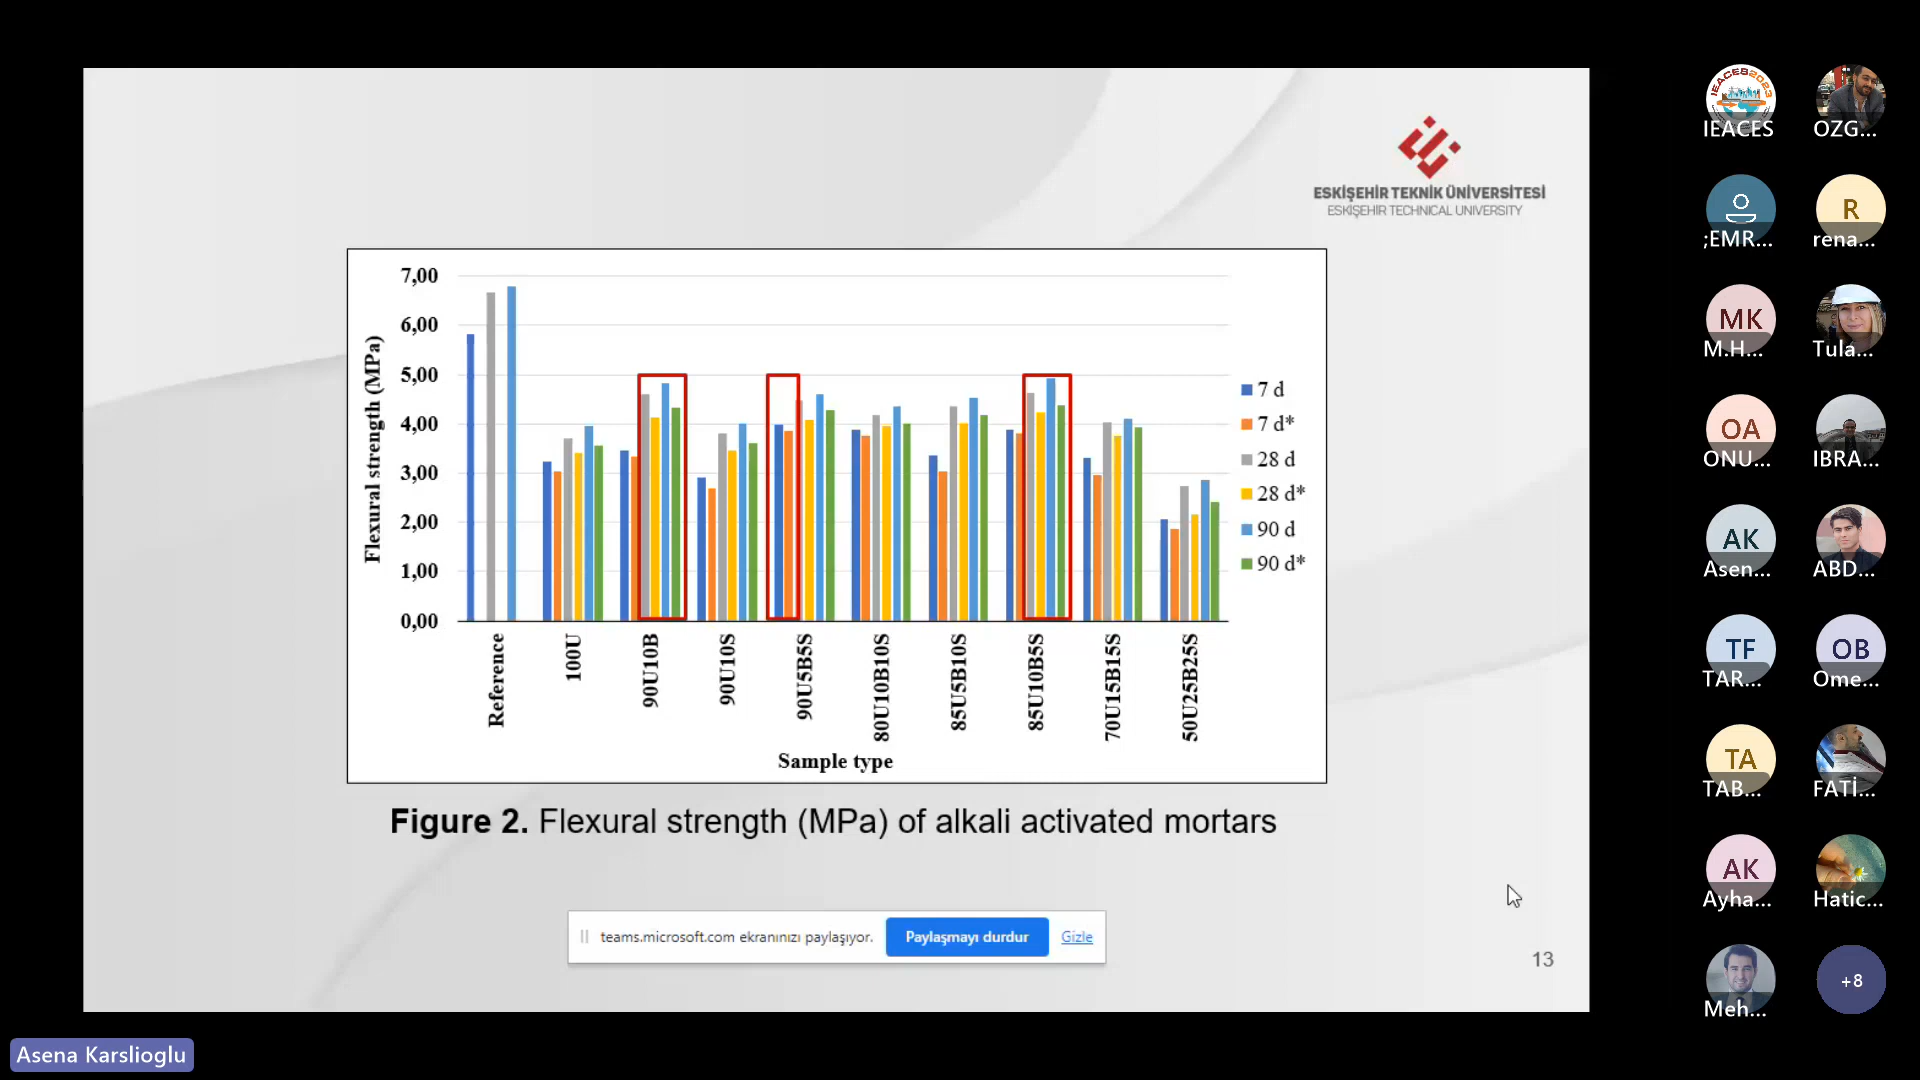 ESKİŞEHİR TEKNİK ÜNİVERSİTESİ
ESKİŞEHİR TECHNICAL UNIVERSITY
7,00
6,00
5,00
4,00
3,00
2,00
1,00
0,00
Flexural strength (MPa)
Reference
100U
90U10B
90U10S
90U5B5S
80U10B10S
85U5B10S
85U10B5S
70U15B15S
50U25B25S
Sample type
7 d
7 d*
28 d
28 d*
90 d
90 d*
Figure 2. Flexural strength (MPa) of alkali activated mortars
teams.microsoft.com ekranınızı paylaşıyor.
Paylaşmayı durdur
Gizle
13
Asena Karslioglu
IEACES2023
IEACES
OZG...
;EMR...
R
rena...
MK
M.H...
Tula...
OA
ONU...
IBRA...
AK
Asen...
ABD...
TF
TAR...
OB
Ome...
TA
TAB...
FATİ...
AK
Ayha...
Hatic...
Meh...
+8